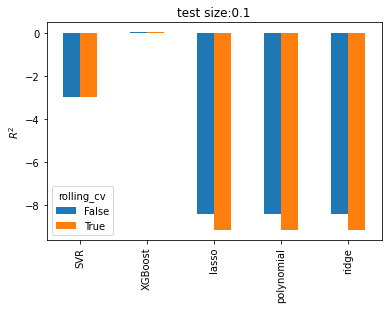 test size:0.1
0
−2
−4
−6
−8
R²
rolling_cv
False
True
SVR
XGBoost
lasso
polynomial
ridge